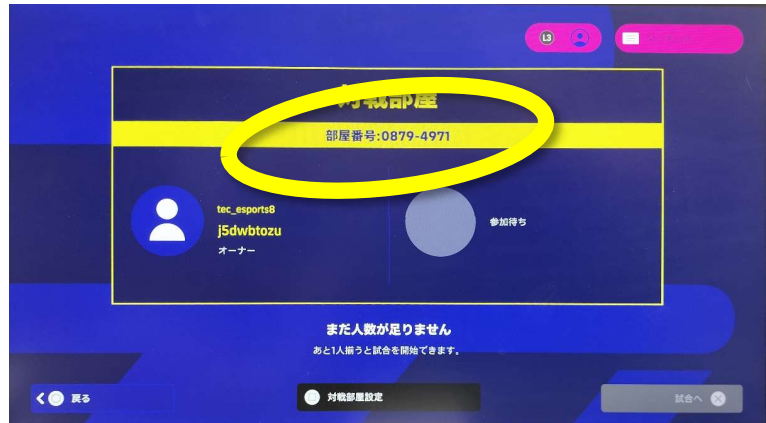 L3
対戦部屋
部屋番号:0879-4971
tec_esports8
j5dwbtozu
オーナー
参加待ち
まだ人数が足りません
あと1人揃うと試合を開始できます。
戻る
対戦部屋設定
試合へ